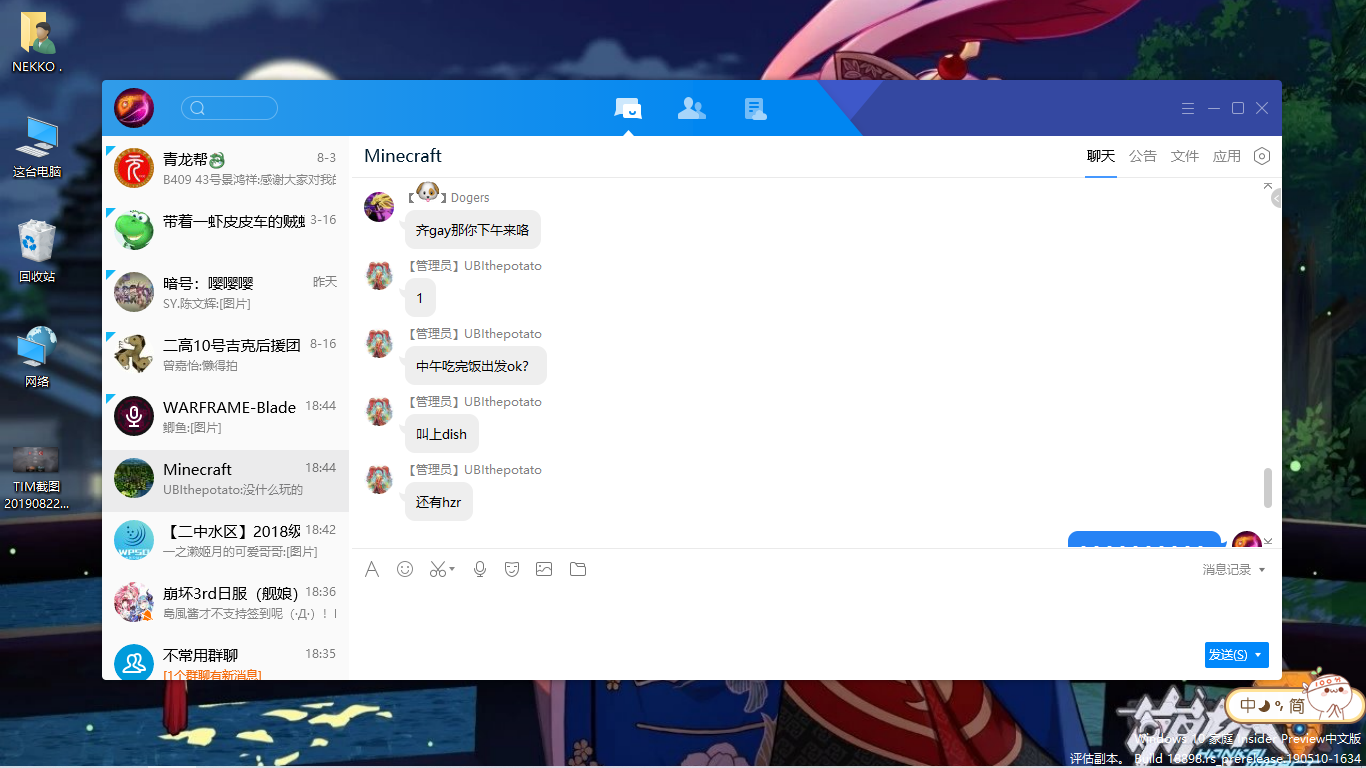 NEKKO .
这台电脑
回收站
网络
TIM截图
20190822...
青龙帮🐉 8-3
B409 43号景鸿祥:感谢大家对我的
带着一虾皮皮车的贼 3-16
暗号：嘤嘤嘤 昨天
SY.陈文辉:[图片]
二高10号吉克后援团 8-16
曾嘉怡:懒得拍
WARFRAME-Blade 18:44
鲫鱼:[图片]
Minecraft 18:44
UBIthepotato:没什么玩的
【二中水区】2018级 18:42
一之濑姬月的可爱哥哥:[图片]
崩坏3rd日服（舰娘） 18:36
島風酱才不支持签到呢（·Д·）！！
不常用群聊 18:35
[1个群聊有新消息]
Minecraft
聊天 公告 文件 应用
【🐶】Dogers
齐gay那你下午来咯
【管理员】UBIthepotato
1
【管理员】UBIthepotato
中午吃完饭出发ok?
【管理员】UBIthepotato
叫上dish
【管理员】UBIthepotato
还有hzr
消息记录
发送(S)
100%
中 °, 简
崩坏
HONKAI
Windows 10 家庭 Insider Preview中文版
评估副本。 Build 18898.rs_prerelease.190510-1634